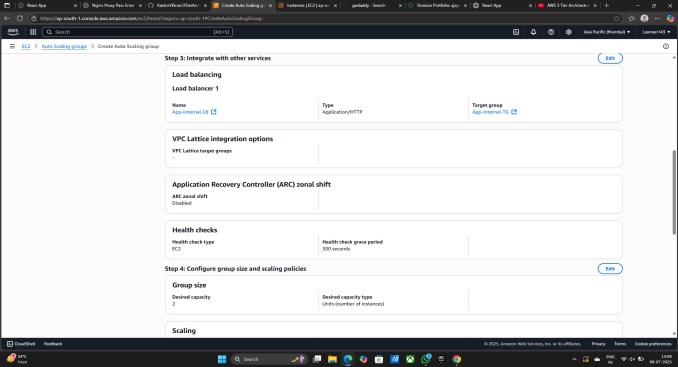 React App
Nginx Proxy Pass Error
Create Auto Scaling gr
Instances | EC2 | ap-so
godaddy - Search
Domain Portfolio
React App
AWS 3 Tier Architectur
https://ap-south-1.console.aws.amazon.com/ec2/home?region=ap-south-1#CreateAutoScalingGroup:
aws
Search
[Alt+S]
Asia Pacific (Mumbai)
Laxman143
EC2
Auto Scaling groups
Create Auto Scaling group
Step 3: Integrate with other services
Edit
Load balancing
Load balancer 1
Name
Type
Target group
App-Internal-LB
Application/HTTP
App-Internal-TG
VPC Lattice integration options
VPC Lattice target groups
-
Application Recovery Controller (ARC) zonal shift
ARC zonal shift
Disabled
Health checks
Health check type
Health check grace period
EC2
300 seconds
Step 4: Configure group size and scaling policies
Edit
Group size
Desired capacity
Desired capacity type
2
Units (number of instances)
Scaling
CloudShell
Feedback
© 2025, Amazon Web Services, Inc. or its affiliates.
Privacy
Terms
Cookie preferences
Haze
Search
ENG
IN
14:09
09-07-2025